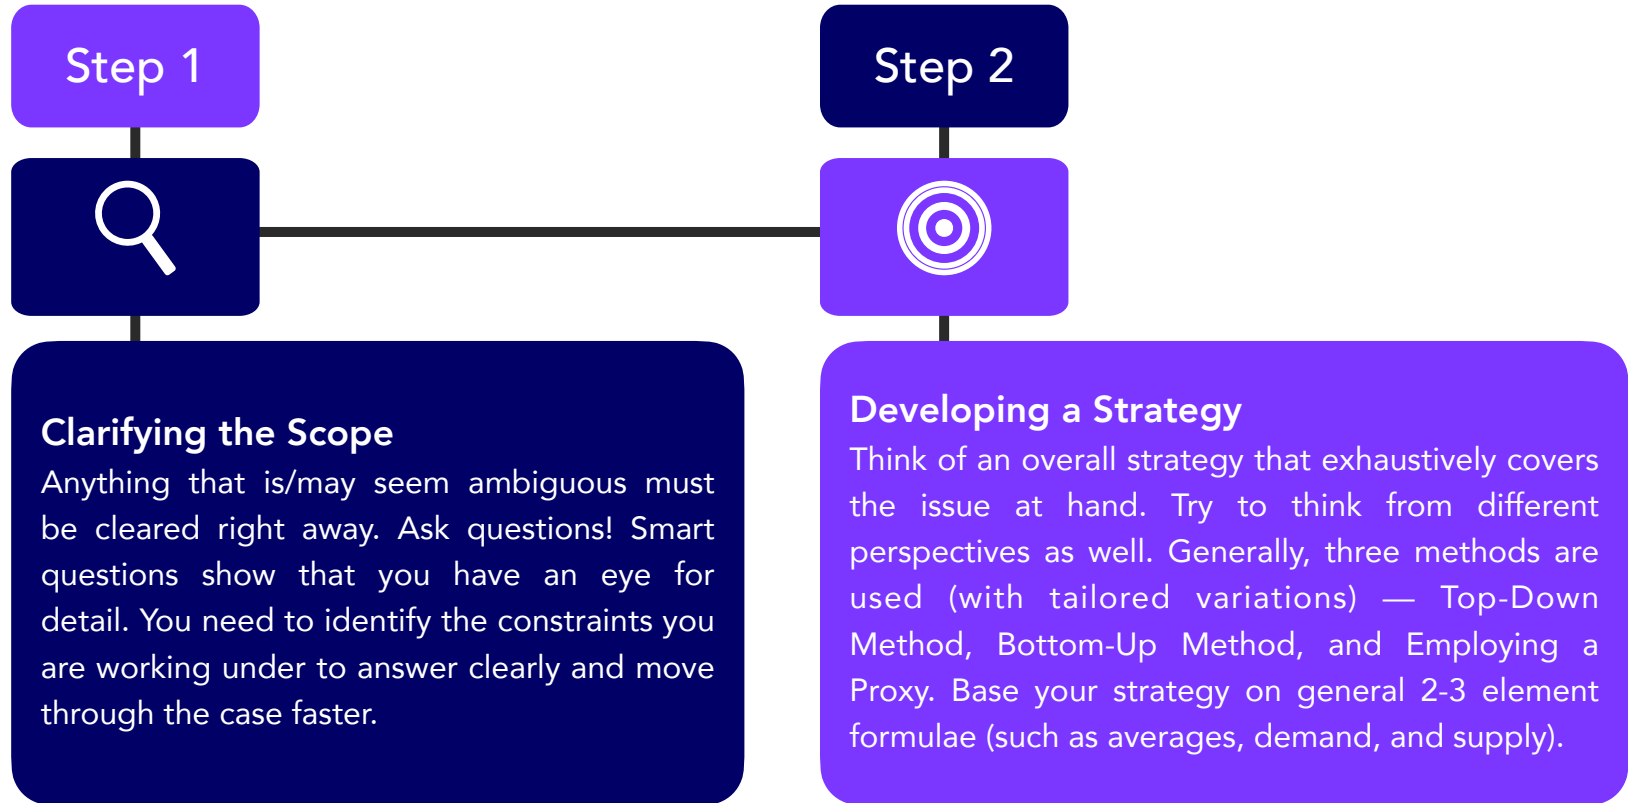 Step 1
Step 2
Clarifying the Scope
Anything that is/may seem ambiguous must
be cleared right away. Ask questions! Smart
questions show that you have an eye for
detail. You need to identify the constraints you
are working under to answer clearly and move
through the case faster.
Developing a Strategy
Think of an overall strategy that exhaustively covers
the issue at hand. Try to think from different
perspectives as well. Generally, three methods are
used (with tailored variations) — Top-Down
Method, Bottom-Up Method, and Employing a
Proxy. Base your strategy on general 2-3 element
formulae (such as averages, demand, and supply).